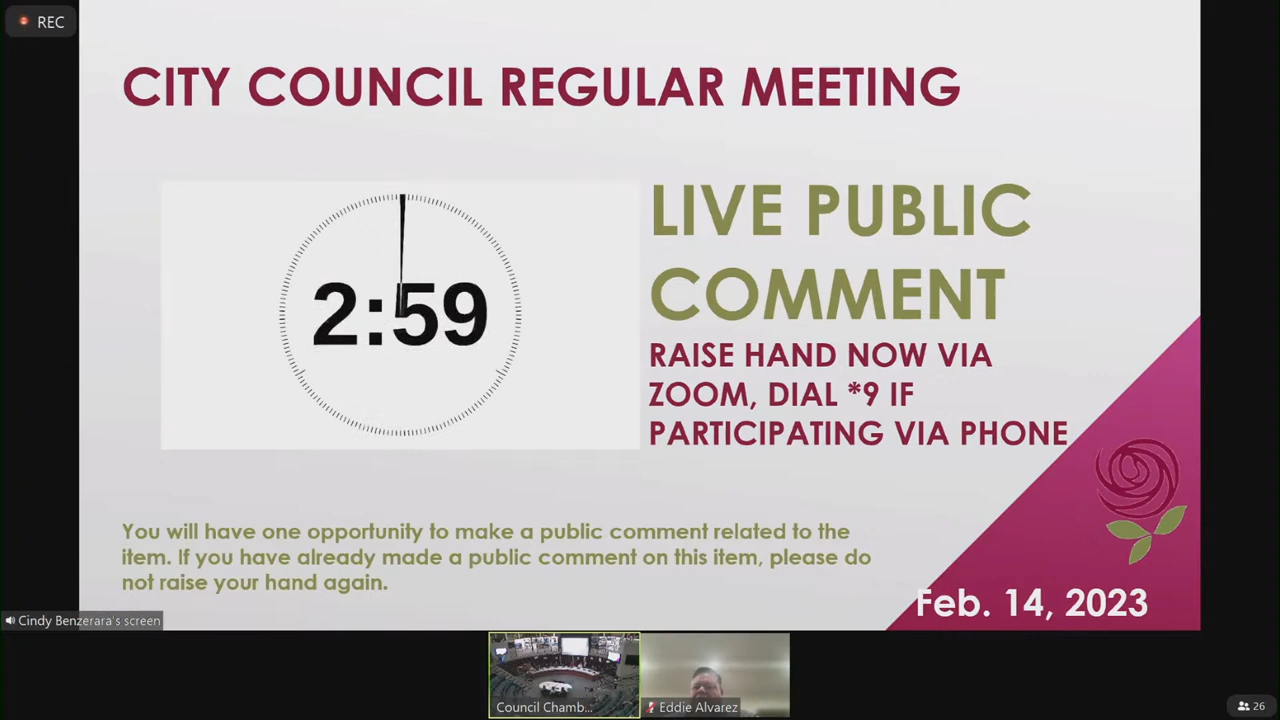 REC
CITY COUNCIL REGULAR MEETING
2:59
LIVE PUBLIC
COMMENT
RAISE HAND NOW VIA
ZOOM, DIAL *9 IF
PARTICIPATING VIA PHONE
You will have one opportunity to make a public comment related to the
item. If you have already made a public comment on this item, please do
not raise your hand again.
Feb. 14, 2023
Cindy Benzerara's screen
Council Chamb...
Eddie Alvarez
26